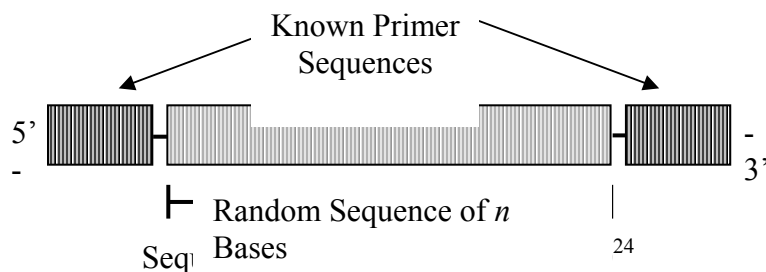 Known Primer
Sequences
5’
-
-
3’
Random Sequence of n
Bases
24